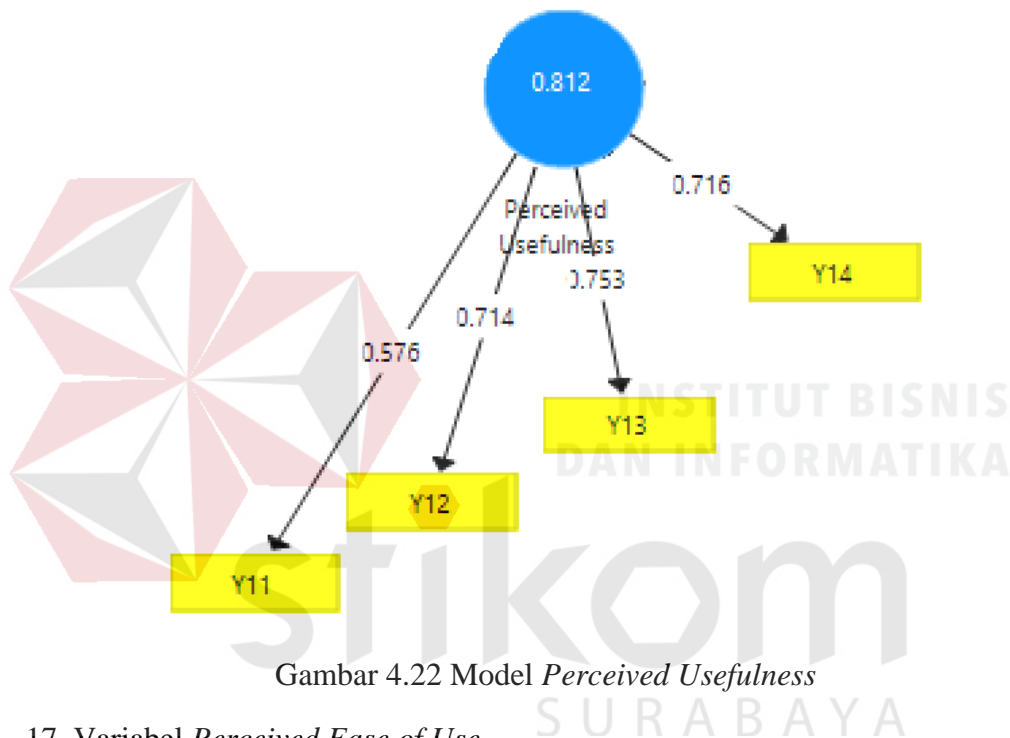 0.812
0.716
Perceived
Usefulness
Y14
0.753
0.714
0.576
INSTITUT BISNIS
Y13
DAN INFORMATIKA
Y12
Y11
stikom
Gambar 4.22 Model Perceived Usefulness
SURABAYA
17. Variabel Perceived Ease of Use